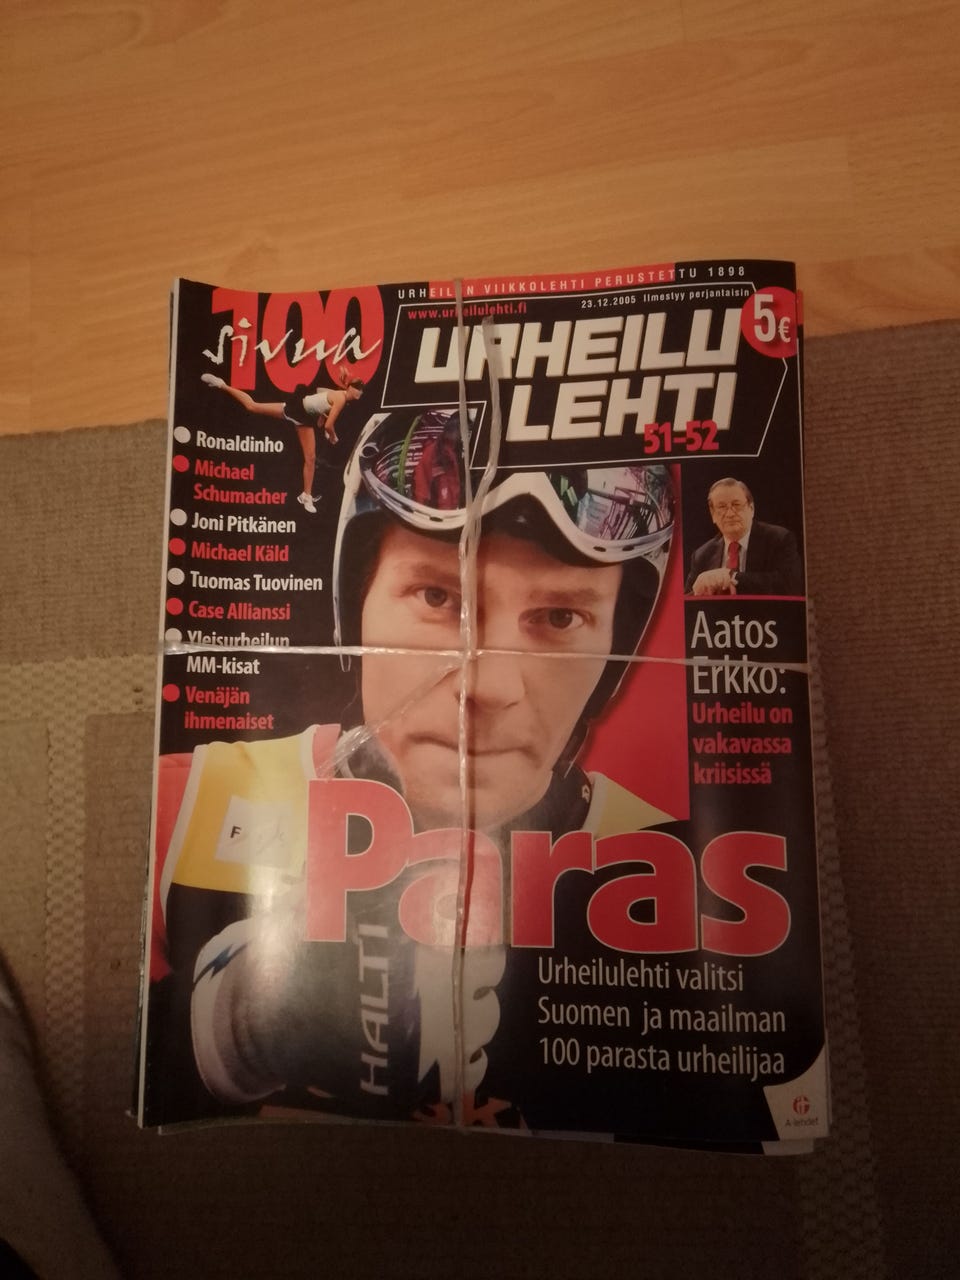 URHEILUN VIIKKOLEHTI PERUSTETTU 1898
www.urheilulehti.fi
23.12.2005 Ilmestyy perjantaisin
5€
100
sivua
URHEILU
LEHTI
51-52
Ronaldinho
Michael
Schumacher
Joni Pitkänen
Michael Käld
Tuomas Tuovinen
Case Allianssi
Yleisurheilun
MM-kisat
Venäjän
ihmenaiset
Aatos
Erkko:
Urheilu on
vakavassa
kriisissä
F
Paras
HALTI
Urheilulehti valitsi
Suomen ja maailman
100 parasta urheilijaa
A-lehdet